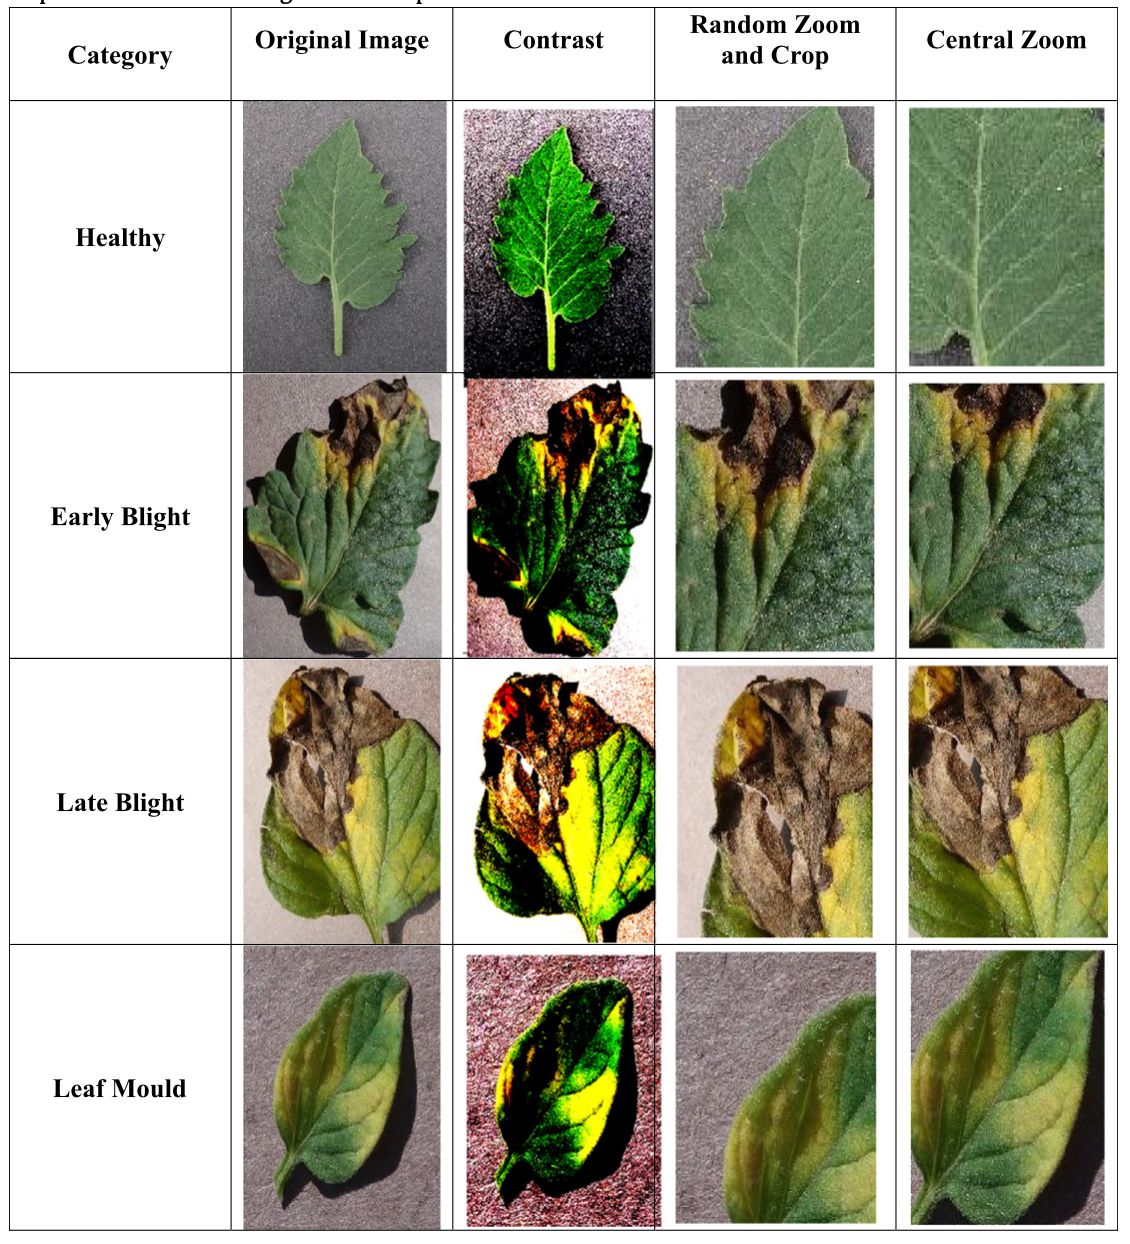 Category
Original Image
Contrast
Random Zoom
and Crop
Central Zoom
Healthy
Early Blight
Late Blight
Leaf Mould